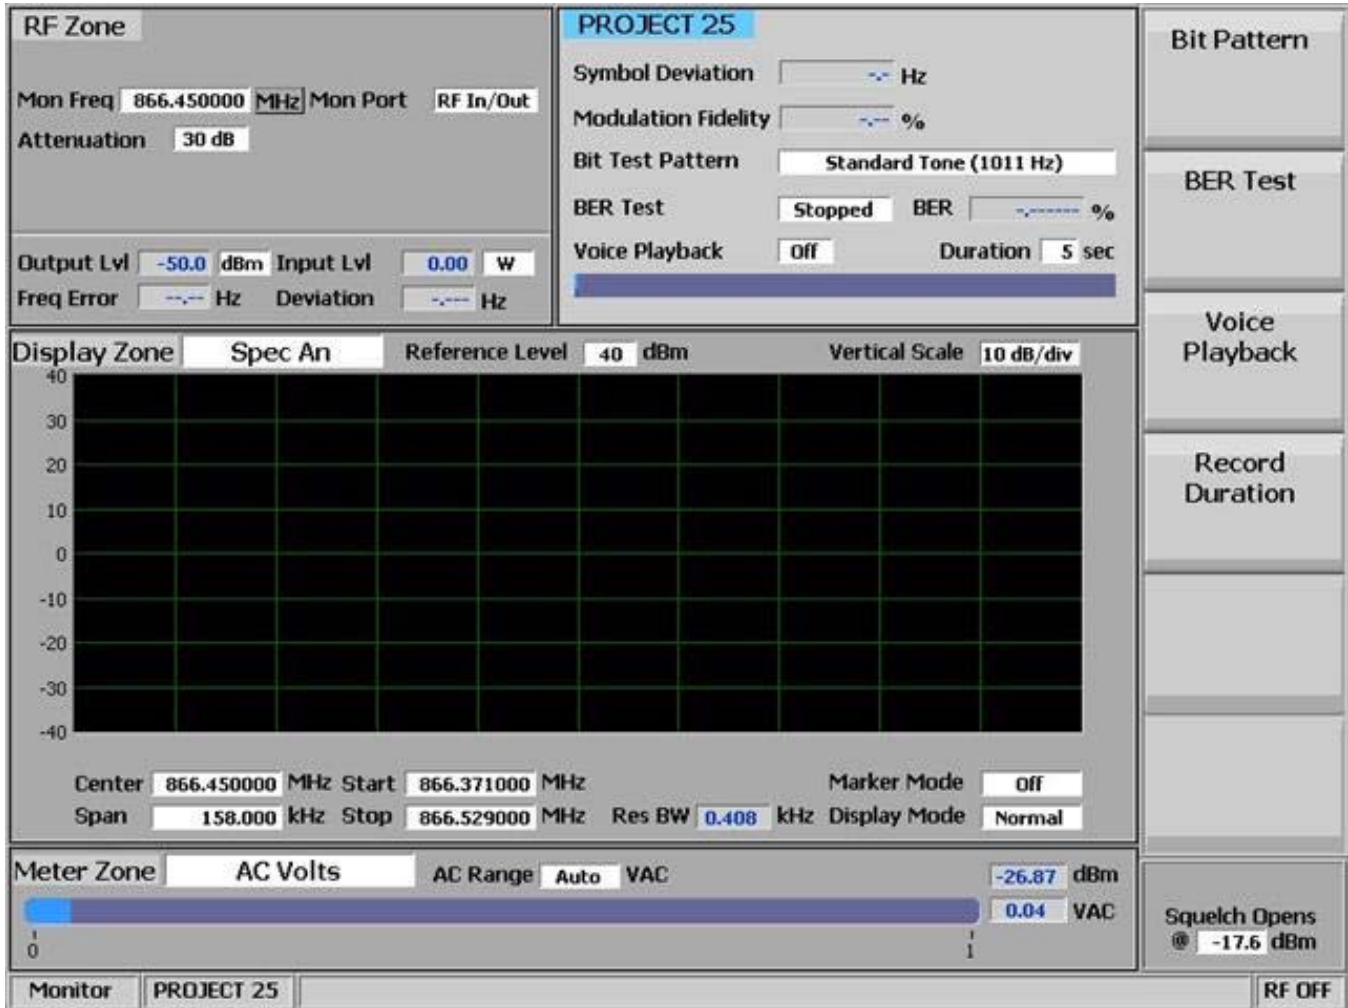 RF Zone
Mon Freq 866.450000 MHz Mon Port RF In/Out
Attenuation 30 dB
Output Lvl -50.0 dBm Input Lvl 0.00 W
Freq Error --.-- Hz Deviation -.--- Hz
PROJECT 25
Symbol Deviation -.- Hz
Modulation Fidelity -.-- %
Bit Test Pattern Standard Tone (1011 Hz)
BER Test Stopped BER -.------ %
Voice Playback Off Duration 5 sec
Bit Pattern
BER Test
Voice
Playback
Record
Duration
Display Zone Spec An Reference Level 40 dBm Vertical Scale 10 dB/div
40
30
20
10
0
-10
-20
-30
-40
Center 866.450000 MHz Start 866.371000 MHz Marker Mode Off
Span 158.000 kHz Stop 866.529000 MHz Res BW 0.408 kHz Display Mode Normal
Meter Zone AC Volts AC Range Auto VAC -26.87 dBm
0.04 VAC
0 1
Squelch Opens
@ -17.6 dBm
Monitor PROJECT 25 RF OFF